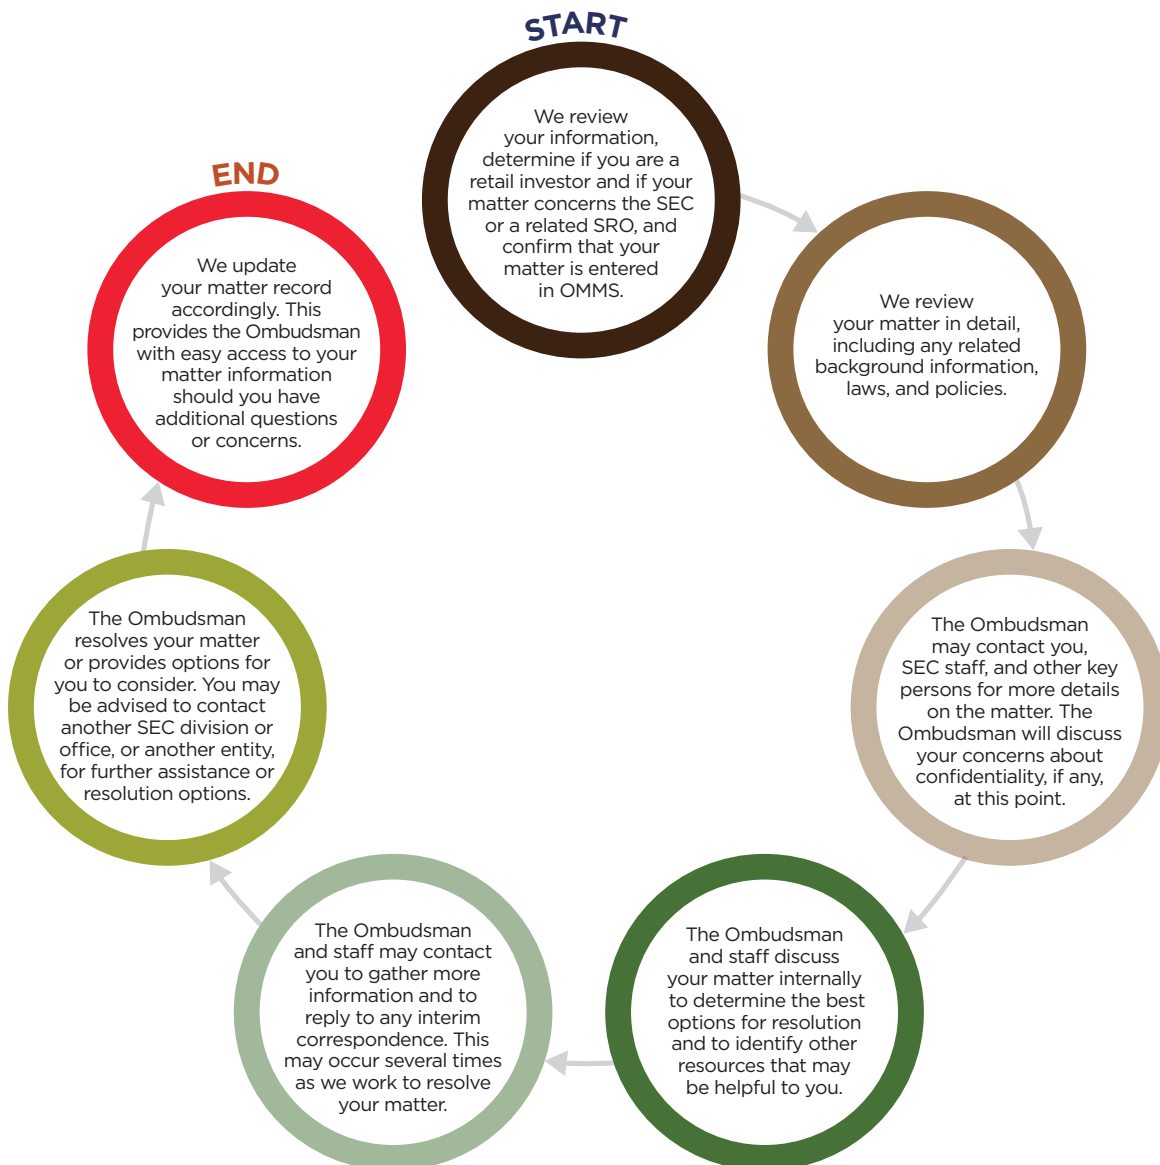 START
We review
your information,
determine if you are a
retail investor and if your
matter concerns the SEC
or a related SRO, and
confirm that your
matter is entered
in OMMS.
We review
your matter in detail,
including any related
background information,
laws, and policies.
The Ombudsman
may contact you,
SEC staff, and other key
persons for more details
on the matter. The
Ombudsman will discuss
your concerns about
confidentiality, if any,
at this point.
The Ombudsman
and staff discuss
your matter internally
to determine the best
options for resolution
and to identify other
resources that may
be helpful to you.
The Ombudsman
and staff may contact
you to gather more
information and to
reply to any interim
correspondence. This
may occur several times
as we work to resolve
your matter.
The Ombudsman
resolves your matter
or provides options for
you to consider. You may
be advised to contact
another SEC division or
office, or another entity,
for further assistance or
resolution options.
END
We update
your matter record
accordingly. This
provides the Ombudsman
with easy access to your
matter information
should you have
additional questions
or concerns.